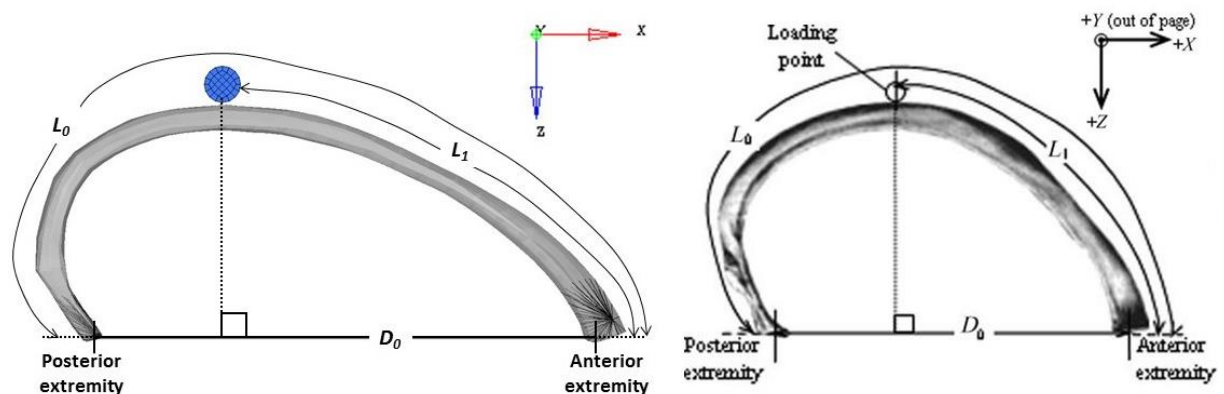 Y
X
Z
L₀
L₁
D₀
Posterior
extremity
Anterior
extremity
+Y (out of page)
+X
+Z
Loading
point
L₀
L₁
D₀
Posterior
extremity
Anterior
extremity